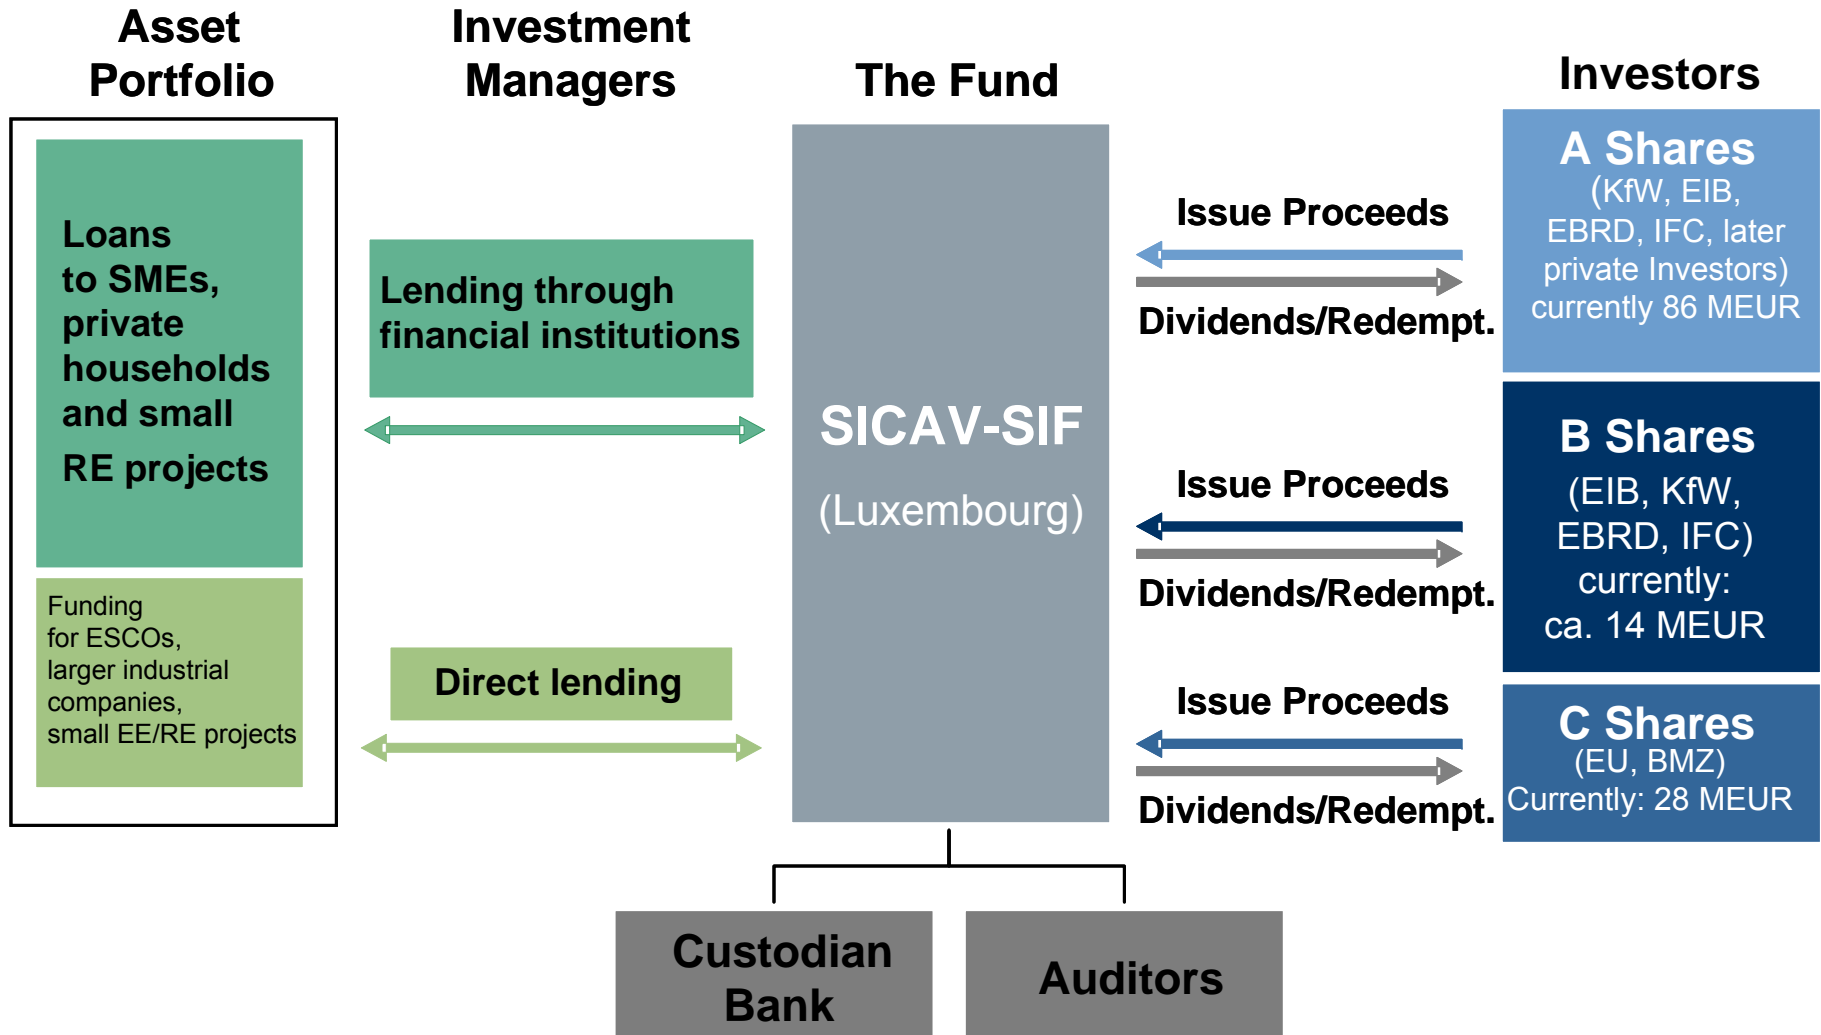 Asset
Portfolio
Investment
Managers
The Fund
Investors
Loans
to SMEs,
private
households
and small
RE projects
Funding
for ESCOs,
larger industrial
companies,
small EE/RE projects
Lending through
financial institutions
Direct lending
SICAV-SIF
(Luxembourg)
Issue Proceeds
Dividends/Redempt.
Issue Proceeds
Dividends/Redempt.
Issue Proceeds
Dividends/Redempt.
A Shares
(KfW, EIB,
EBRD, IFC, later
private Investors)
currently 86 MEUR
B Shares
(EIB, KfW,
EBRD, IFC)
currently:
ca. 14 MEUR
C Shares
(EU, BMZ)
Currently: 28 MEUR
Custodian
Bank
Auditors